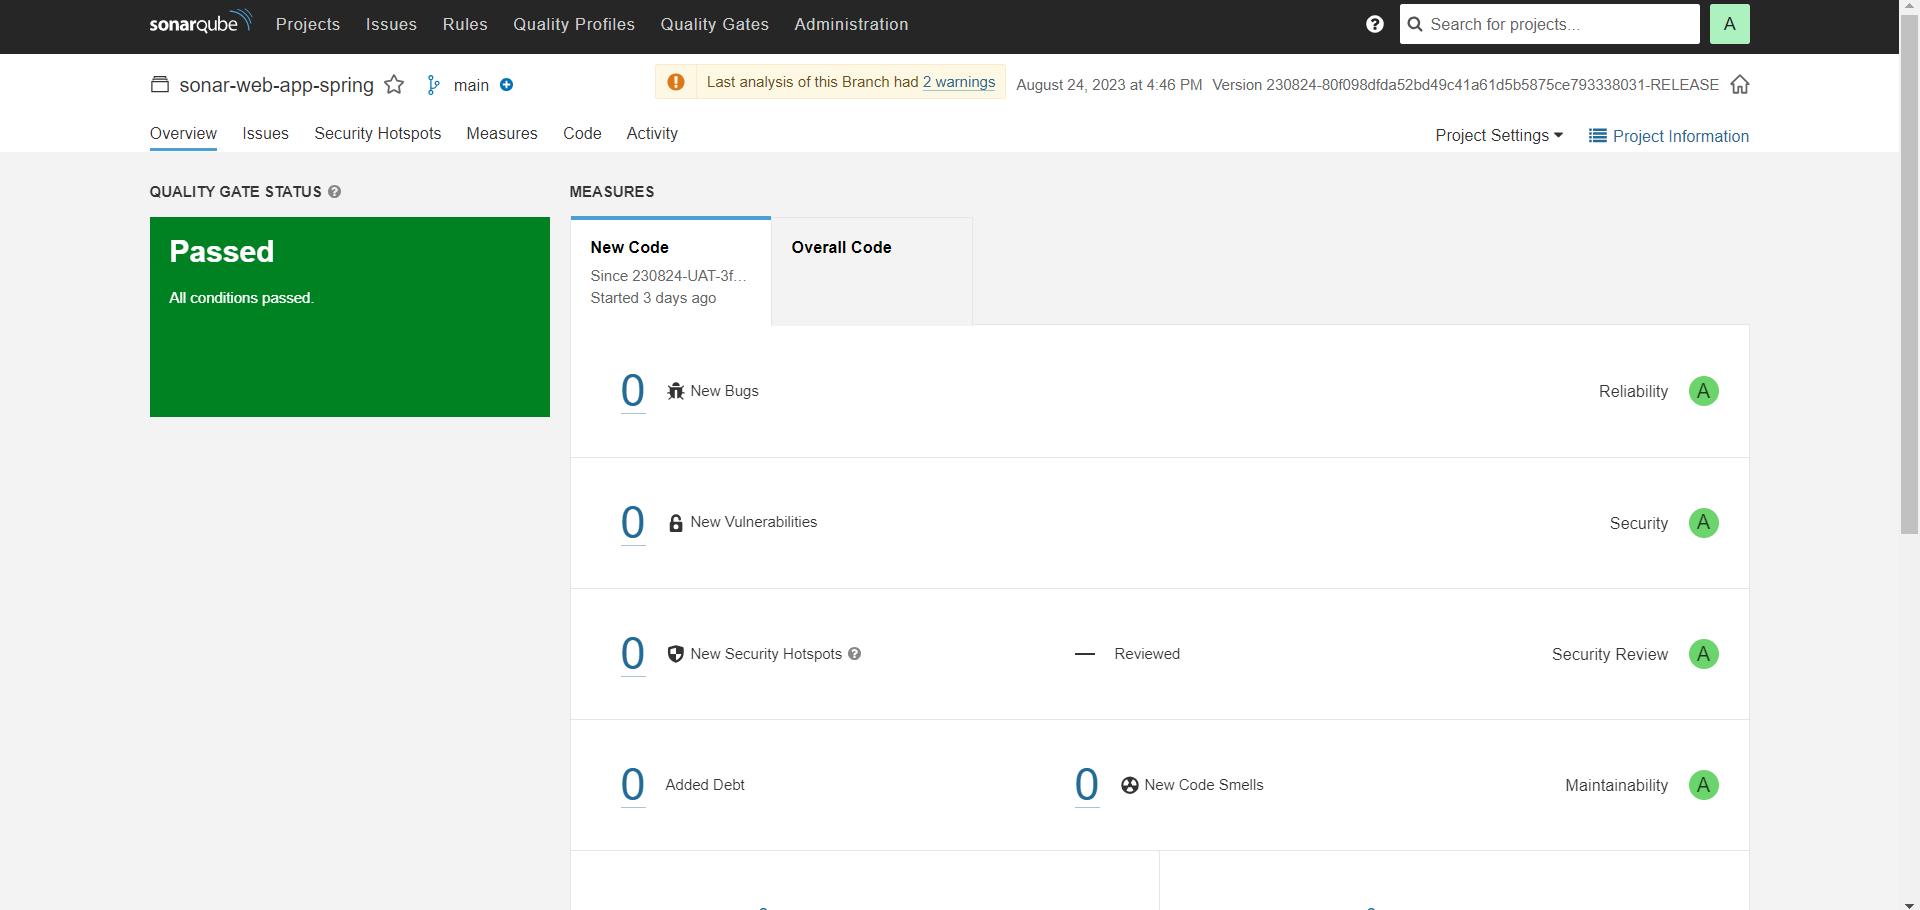 sonarqube Projects Issues Rules Quality Profiles Quality Gates Administration ? Search for projects... A
sonar-web-app-spring main Last analysis of this Branch had 2 warnings August 24, 2023 at 4:46 PM Version 230824-80f098dfda52bd49c41a61d5b5875ce793338031-RELEASE
Overview Issues Security Hotspots Measures Code Activity Project Settings Project Information
QUALITY GATE STATUS ? MEASURES
Passed
All conditions passed.
New Code
Since 230824-UAT-3f...
Started 3 days ago
Overall Code
0 New Bugs Reliability A
0 New Vulnerabilities Security A
0 New Security Hotspots ? — Reviewed Security Review A
0 Added Debt 0 New Code Smells Maintainability A